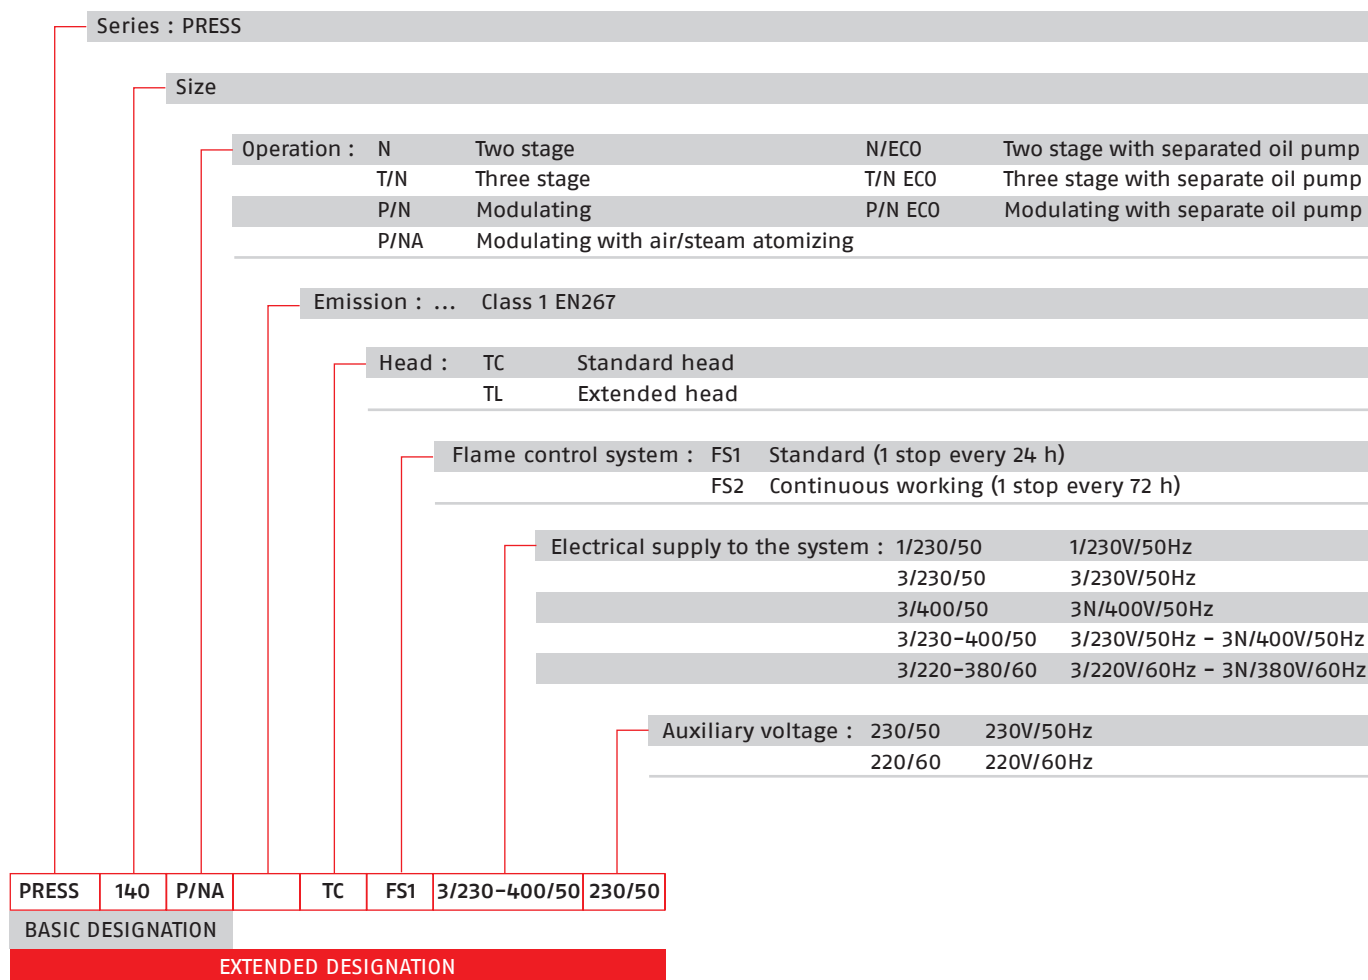 Series : PRESS
Size
Operation : N Two stage N/ECO Two stage with separated oil pump
T/N Three stage T/N ECO Three stage with separate oil pump
P/N Modulating P/N ECO Modulating with separate oil pump
P/NA Modulating with air/steam atomizing
Emission : ... Class 1 EN267
Head : TC Standard head
TL Extended head
Flame control system : FS1 Standard (1 stop every 24 h)
FS2 Continuous working (1 stop every 72 h)
Electrical supply to the system : 1/230/50 1/230V/50Hz
3/230/50 3/230V/50Hz
3/400/50 3N/400V/50Hz
3/230-400/50 3/230V/50Hz - 3N/400V/50Hz
3/220-380/60 3/220V/60Hz - 3N/380V/60Hz
Auxiliary voltage : 230/50 230V/50Hz
220/60 220V/60Hz
PRESS 140 P/NA TC FS1 3/230-400/50 230/50
BASIC DESIGNATION
EXTENDED DESIGNATION